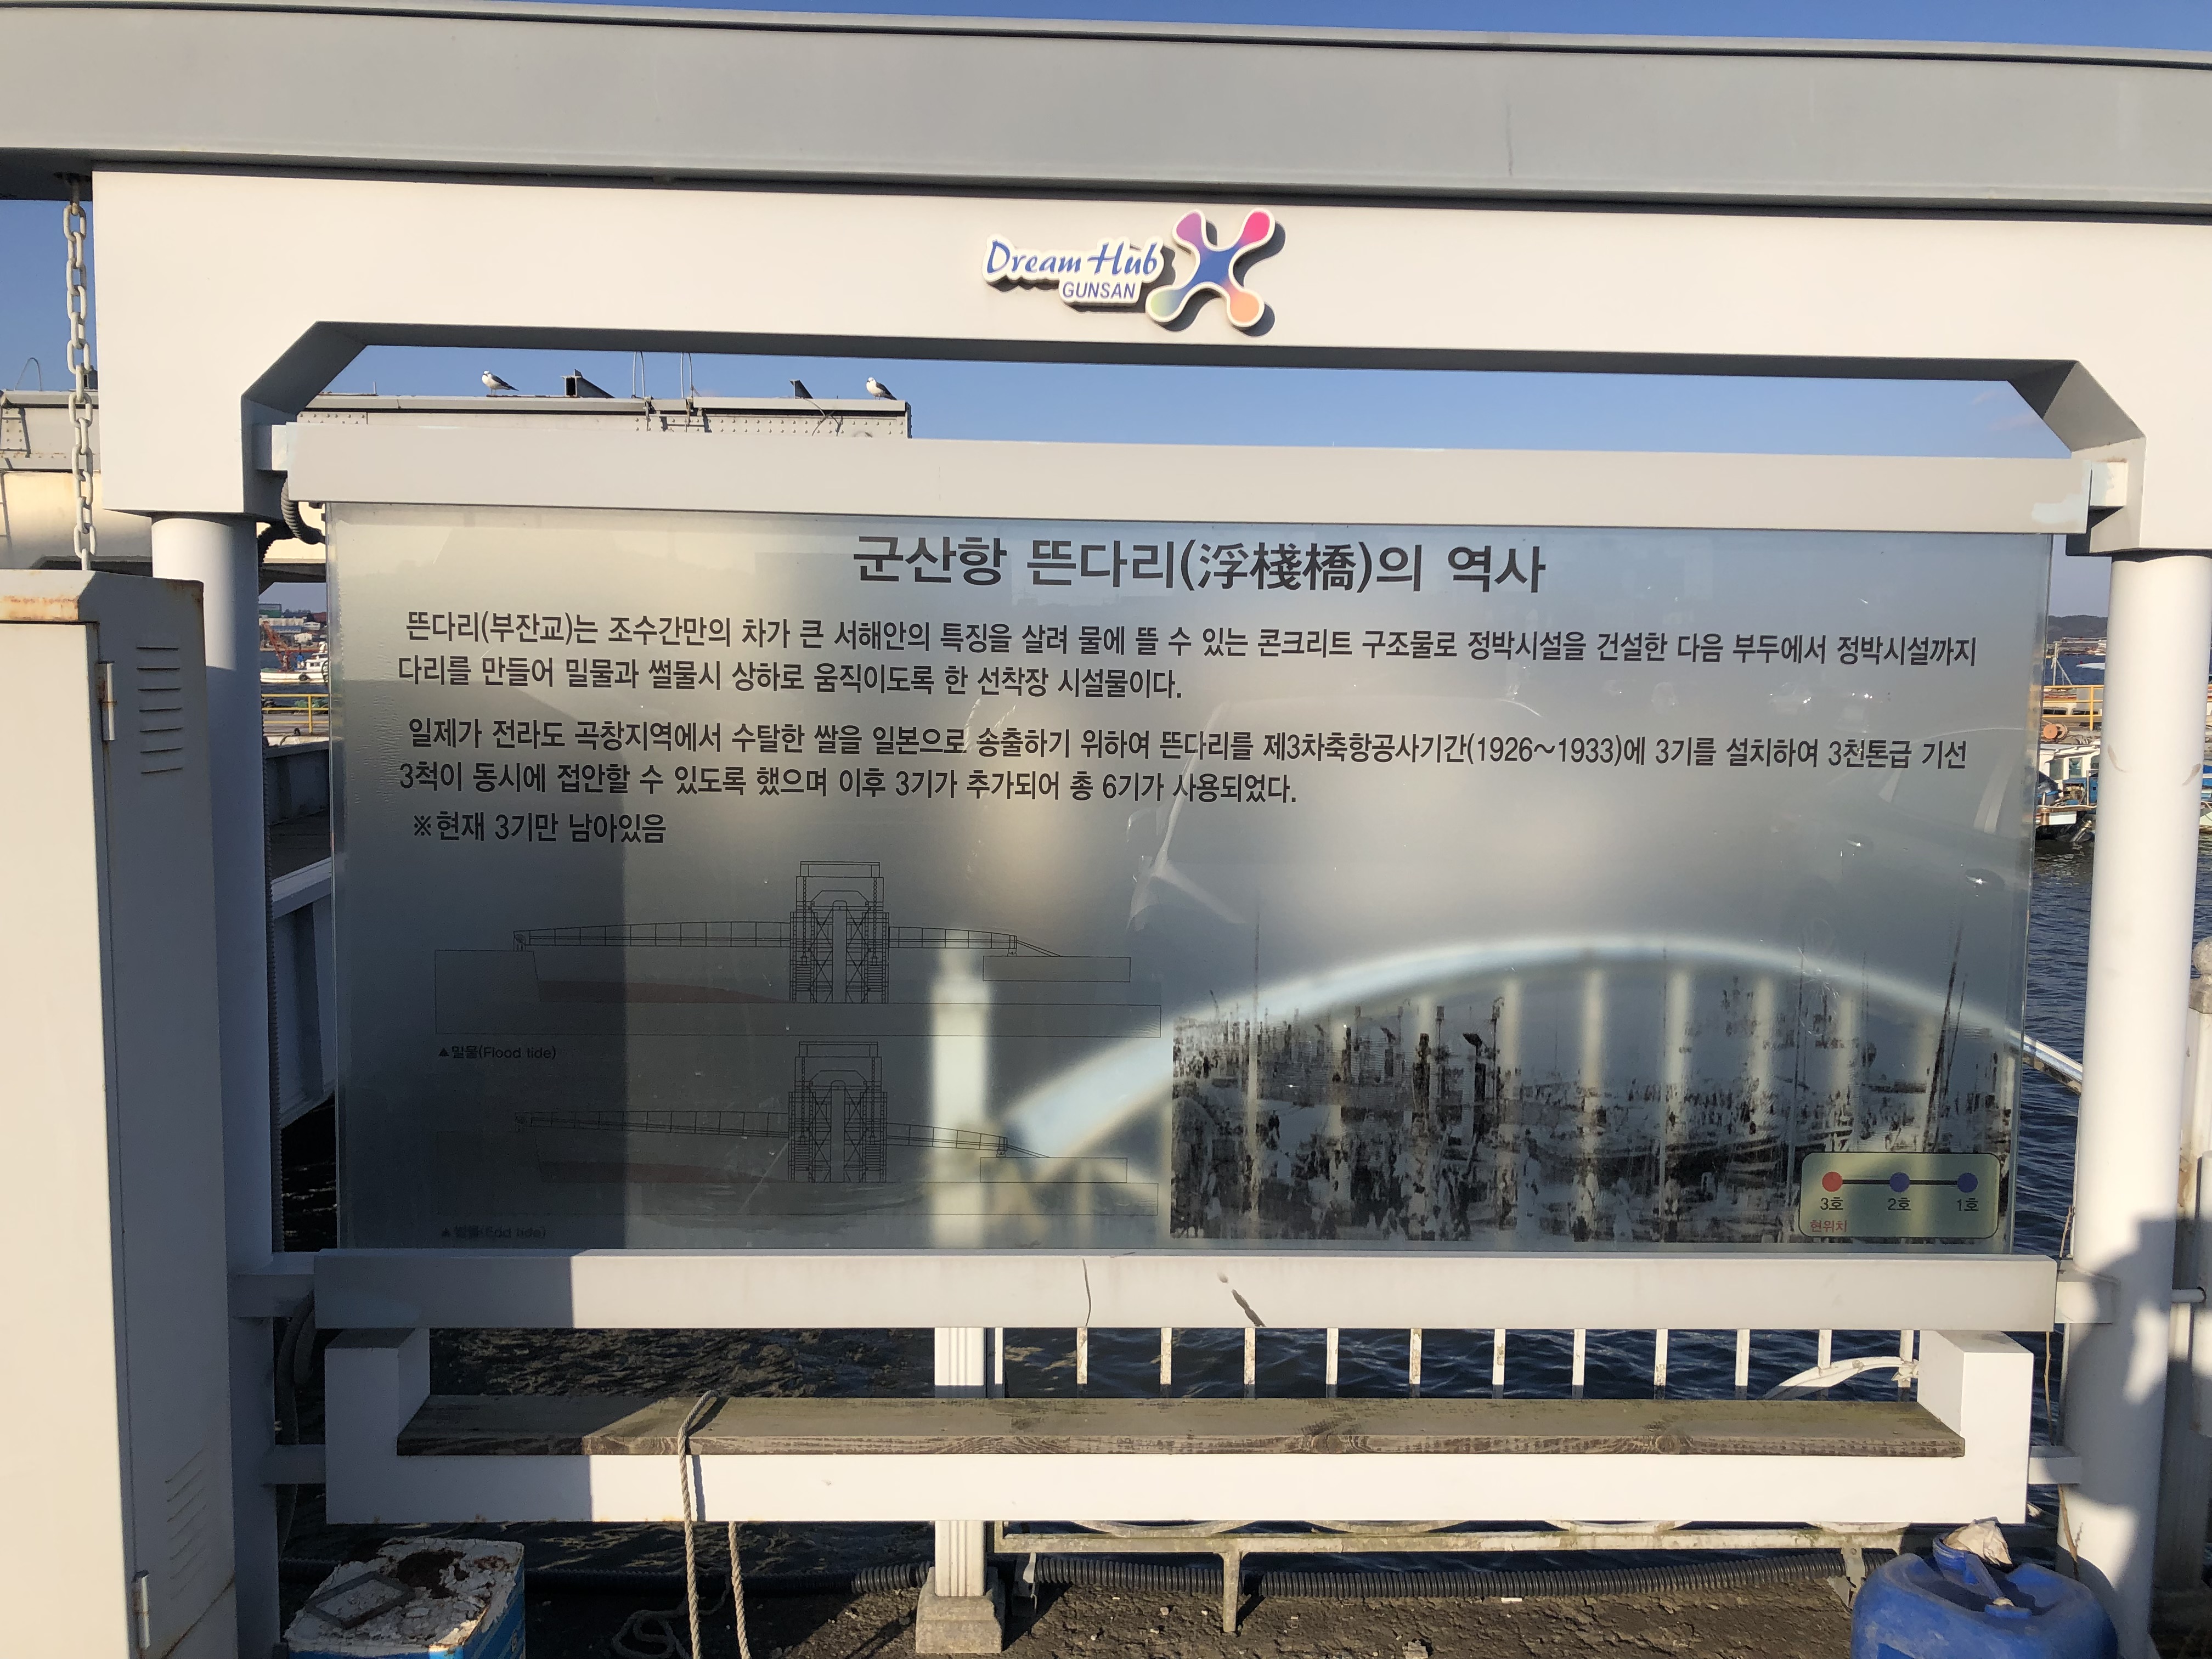 Dream Hub
GUNSAN
군산항 뜬다리(浮棧橋)의 역사
뜬다리(부잔교)는 조수간만의 차가 큰 서해안의 특징을 살려 물에 뜰 수 있는 콘크리트 구조물로 정박시설을 건설한 다음 부두에서 정박시설까지
다리를 만들어 밀물과 썰물시 상하로 움직이도록 한 선착장 시설물이다.
일제가 전라도 곡창지역에서 수탈한 쌀을 일본으로 송출하기 위하여 뜬다리를 제3차축항공사기간(1926~1933)에 3기를 설치하여 3천톤급 기선
3척이 동시에 접안할 수 있도록 했으며 이후 3기가 추가되어 총 6기가 사용되었다.
※현재 3기만 남아있음
▲밀물(Flood tide)
▲썰물(Edd tide)
3호 2호 1호
현위치